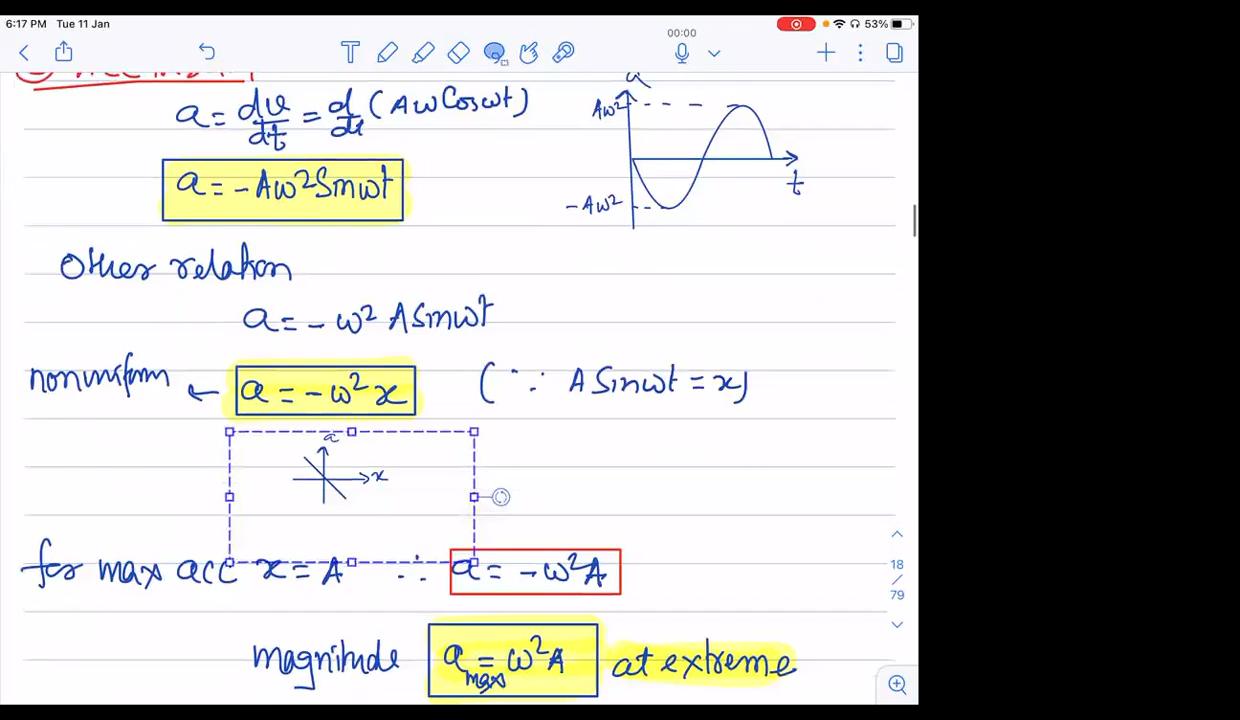 6:17 PM Tue 11 Jan
53%
00:00
T
a = dv/dt = d/dt (Aω Cosωt)
a = -Aω² Sinωt
a
Aω²
-Aω²
t
Other relation
a = -ω² A Sinωt
nonuniform ← a = -ω² x (∵ A Sinωt = x)
a
x
for max acc x = A ∴ a = -ω²A
magnitude a max = ω²A at extreme
18
/
79